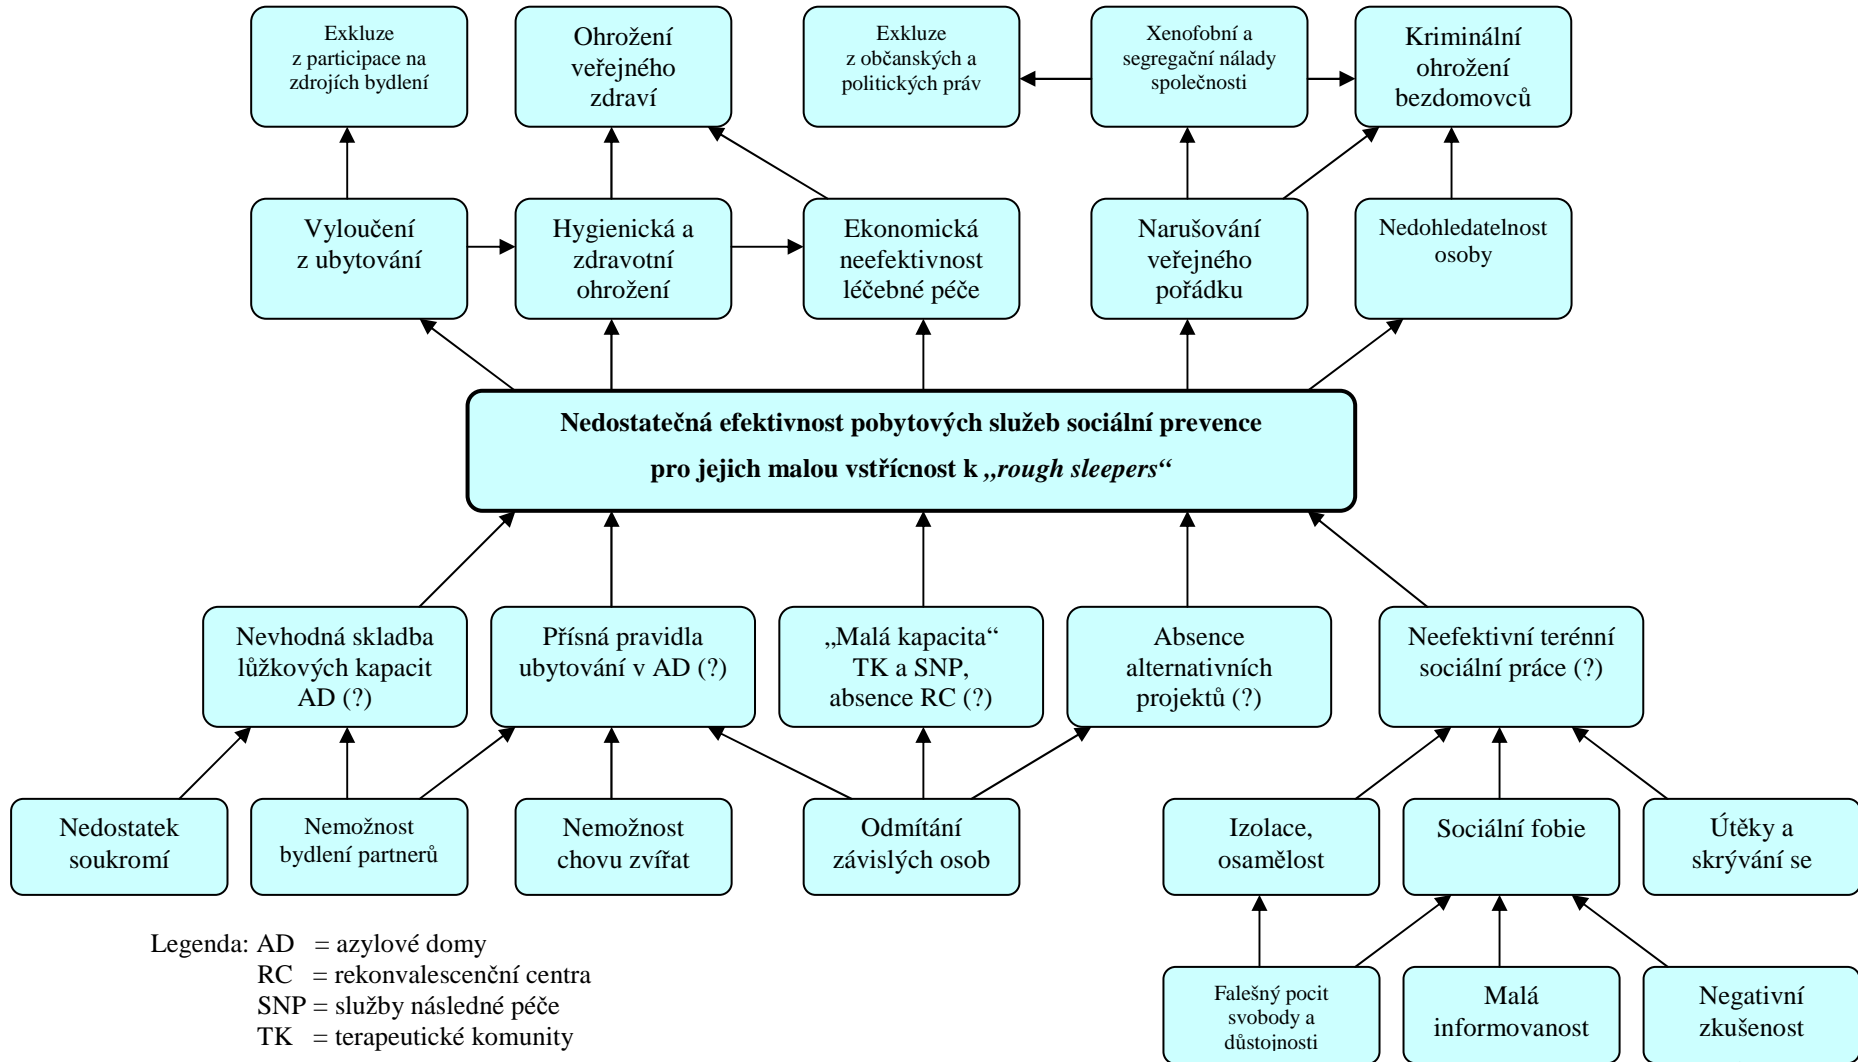 Exkluze
z participace na
zdrojích bydlení
Ohrožení
veřejného
zdraví
Exkluze
z občanských a
politických práv
Xenofobní a
segregační nálady
společnosti
Kriminální
ohrožení
bezdomovců
Vyloučení
z ubytování
Hygienická a
zdravotní
ohrožení
Ekonomická
neefektivnost
léčebné péče
Narušování
veřejného
pořádku
Nedohledatelnost
osoby
Nedostatečná efektivnost pobytových služeb sociální prevence
pro jejich malou vstřícnost k „rough sleepers“
Nevhodná skladba
lůžkových kapacit
AD (?)
Přísná pravidla
ubytování v AD (?)
„Malá kapacita“
TK a SNP,
absence RC (?)
Absence
alternativních
projektů (?)
Neefektivní terénní
sociální práce (?)
Nedostatek
soukromí
Nemožnost
bydlení partnerů
Nemožnost
chovu zvířat
Odmítání
závislých osob
Izolace,
osamělost
Sociální fobie
Útěky a
skrývání se
Falešný pocit
svobody a
důstojnosti
Malá
informovanost
Negativní
zkušenost
Legenda: AD = azylové domy
RC = rekonvalescenční centra
SNP = služby následné péče
TK = terapeutické komunity